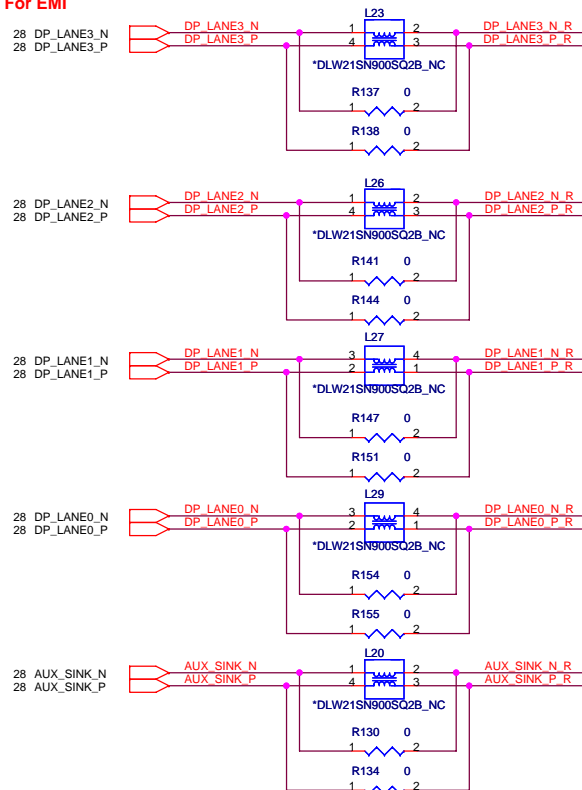 For EMI
L23
28 DP_LANE3_N DP_LANE3_N 1 2 DP_LANE3_N_R
28 DP_LANE3_P DP_LANE3_P 4 3 DP_LANE3_P_R
*DLW21SN900SQ2B_NC
R137 0
1 2
R138 0
1 2
L26
28 DP_LANE2_N DP_LANE2_N 1 2 DP_LANE2_N_R
28 DP_LANE2_P DP_LANE2_P 4 3 DP_LANE2_P_R
*DLW21SN900SQ2B_NC
R141 0
1 2
R144 0
1 2
L27
28 DP_LANE1_N DP_LANE1_N 3 4 DP_LANE1_N_R
28 DP_LANE1_P DP_LANE1_P 2 1 DP_LANE1_P_R
*DLW21SN900SQ2B_NC
R147 0
1 2
R151 0
1 2
L29
28 DP_LANE0_N DP_LANE0_N 3 4 DP_LANE0_N_R
28 DP_LANE0_P DP_LANE0_P 2 1 DP_LANE0_P_R
*DLW21SN900SQ2B_NC
R154 0
1 2
R155 0
1 2
L20
28 AUX_SINK_N AUX_SINK_N 1 2 AUX_SINK_N_R
28 AUX_SINK_P AUX_SINK_P 4 3 AUX_SINK_P_R
*DLW21SN900SQ2B_NC
R130 0
1 2
R134 0
1 2